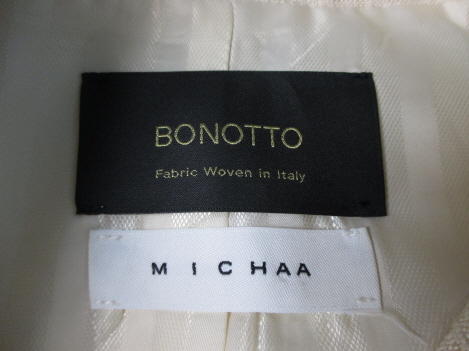 BONOTTO
Fabric Woven in Italy
MICHAA